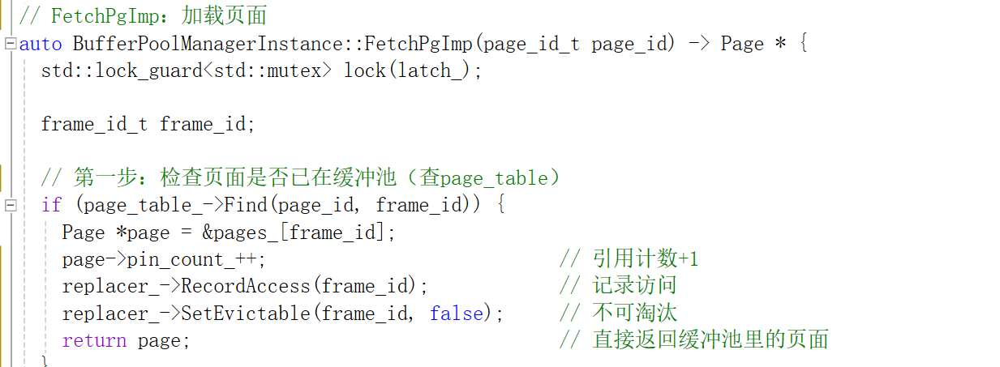 // FetchPgImp：加载页面
auto BufferPoolManagerInstance::FetchPgImp(page_id_t page_id) -> Page * {
  std::lock_guard<std::mutex> lock(latch_);

  frame_id_t frame_id;

  // 第一步：检查页面是否已在缓冲池（查page_table）
  if (page_table_->Find(page_id, frame_id)) {
    Page *page = &pages_[frame_id];
    page->pin_count_++; // 引用计数+1
    replacer_->RecordAccess(frame_id); // 记录访问
    replacer_->SetEvictable(frame_id, false); // 不可淘汰
    return page; // 直接返回缓冲池里的页面
  }